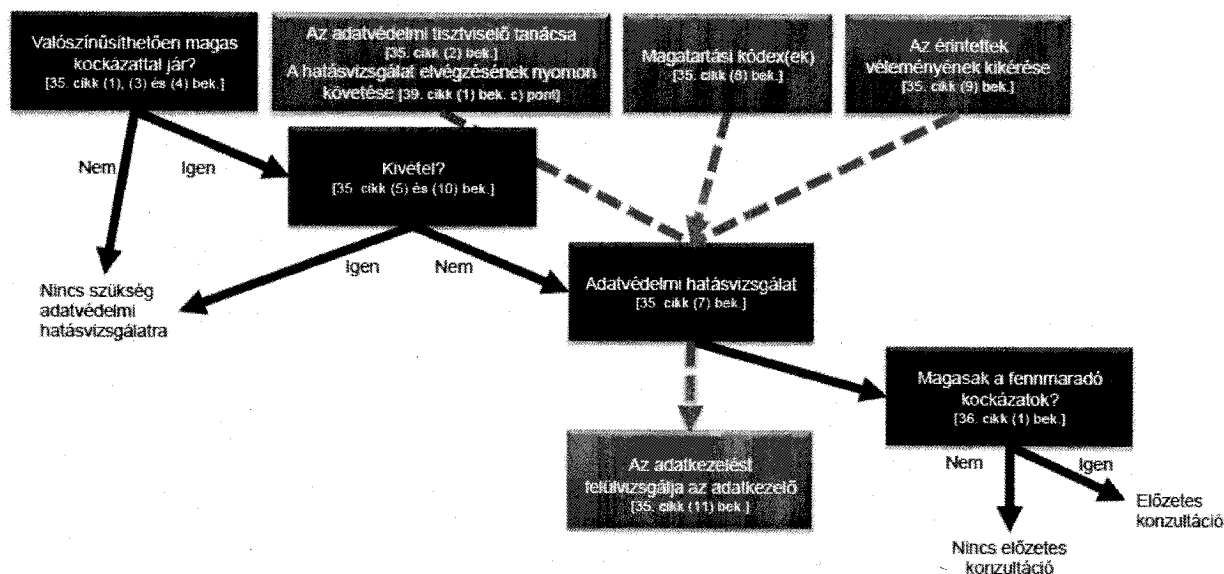 Valószínűsíthetően magas
kockázattal jár?
[35. cikk (1), (3) és (4) bek.]
Az adatvédelmi tisztviselő tanácsa
[35. cikk (2) bek.]
A hatásvizsgálat elvégzésének nyomon
követése [39. cikk (1) bek. c) pont]
Magatartási kódex(ek)
[35. cikk (8) bek.]
Az érintettek
véleményének kikérése
[35. cikk (9) bek.]
Nem
Igen
Kivétel?
[35. cikk (5) és (10) bek.]
Igen
Nem
Nincs szükség
adatvédelmi
hatásvizsgálatra
Adatvédelmi hatásvizsgálat
[35. cikk (7) bek.]
Magasak a fennmaradó
kockázatok?
[36. cikk (1) bek.]
Az adatkezelést
felülvizsgálja az adatkezelő
[35. cikk (11) bek.]
Nem
Igen
Előzetes
konzultáció
Nincs előzetes
konzultáció